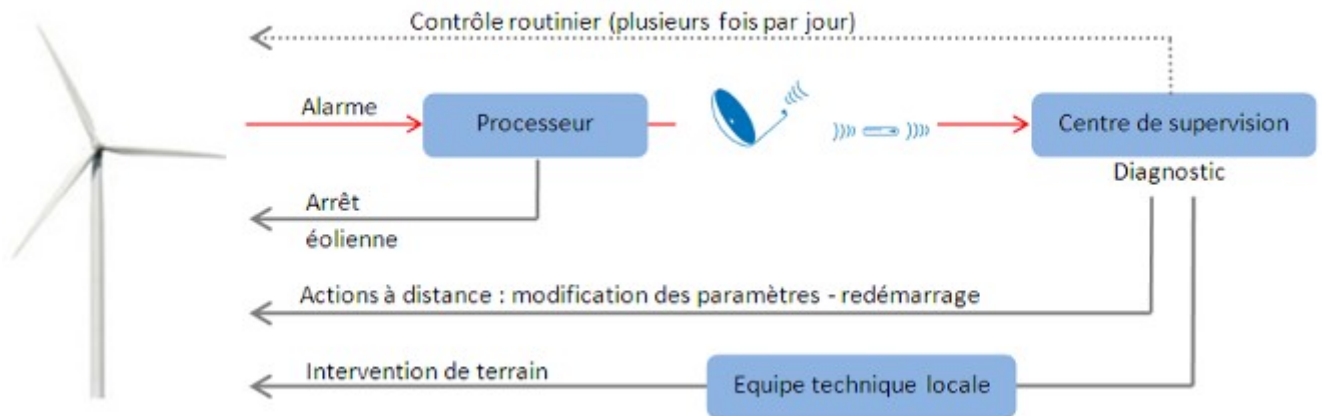 Contrôle routinier (plusieurs fois par jour)
Alarme
Processeur
Centre de supervision
Diagnostic
Arrêt
éolienne
Actions à distance : modification des paramètres - redémarrage
Intervention de terrain
Equipe technique locale